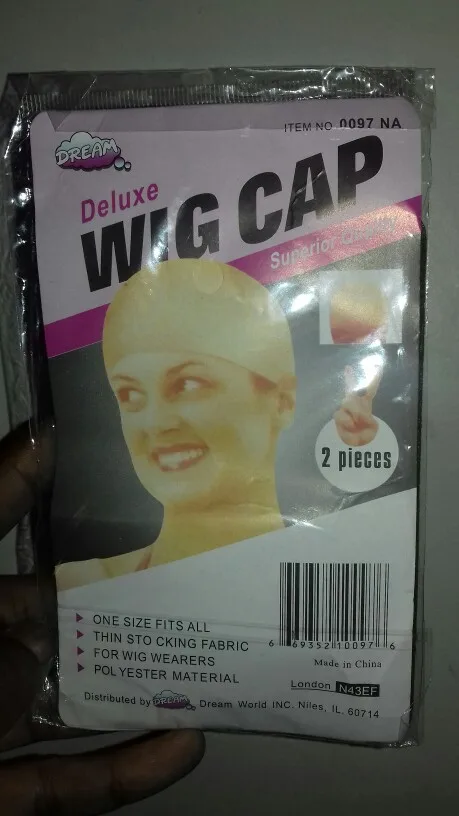 ITEM NO. 0097 NA
DREAM
Deluxe
WIG CAP
Superior Quality
2 pieces
ONE SIZE FITS ALL
THIN STO CKING FABRIC
FOR WIG WEARERS
POLYESTER MATERIAL
6 69352 10097 6
Made in China
London N43EF
Distributed by DREAM Dream World INC. Niles, IL. 60714